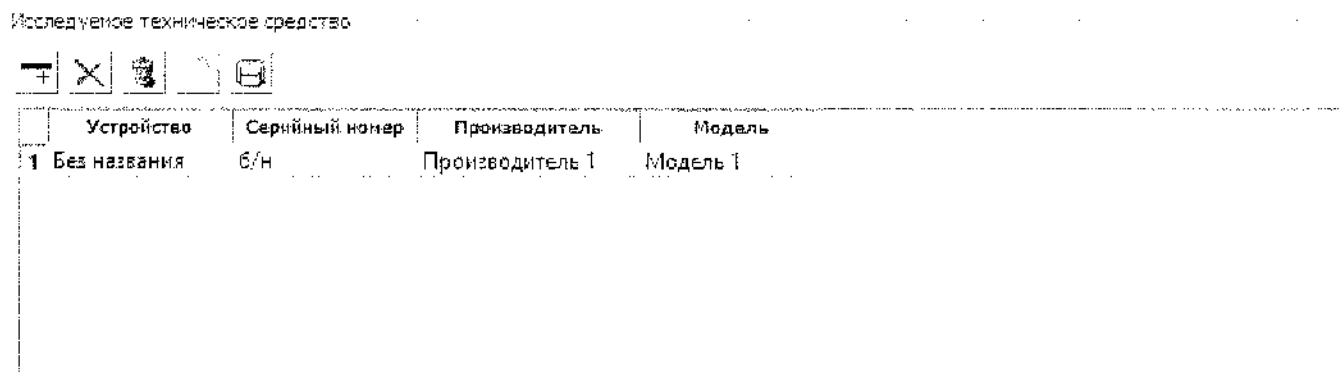 Исследуемое техническое средство
Устройство Серийный номер Производитель Модель
1 Без названия б/н Производитель 1 Модель 1